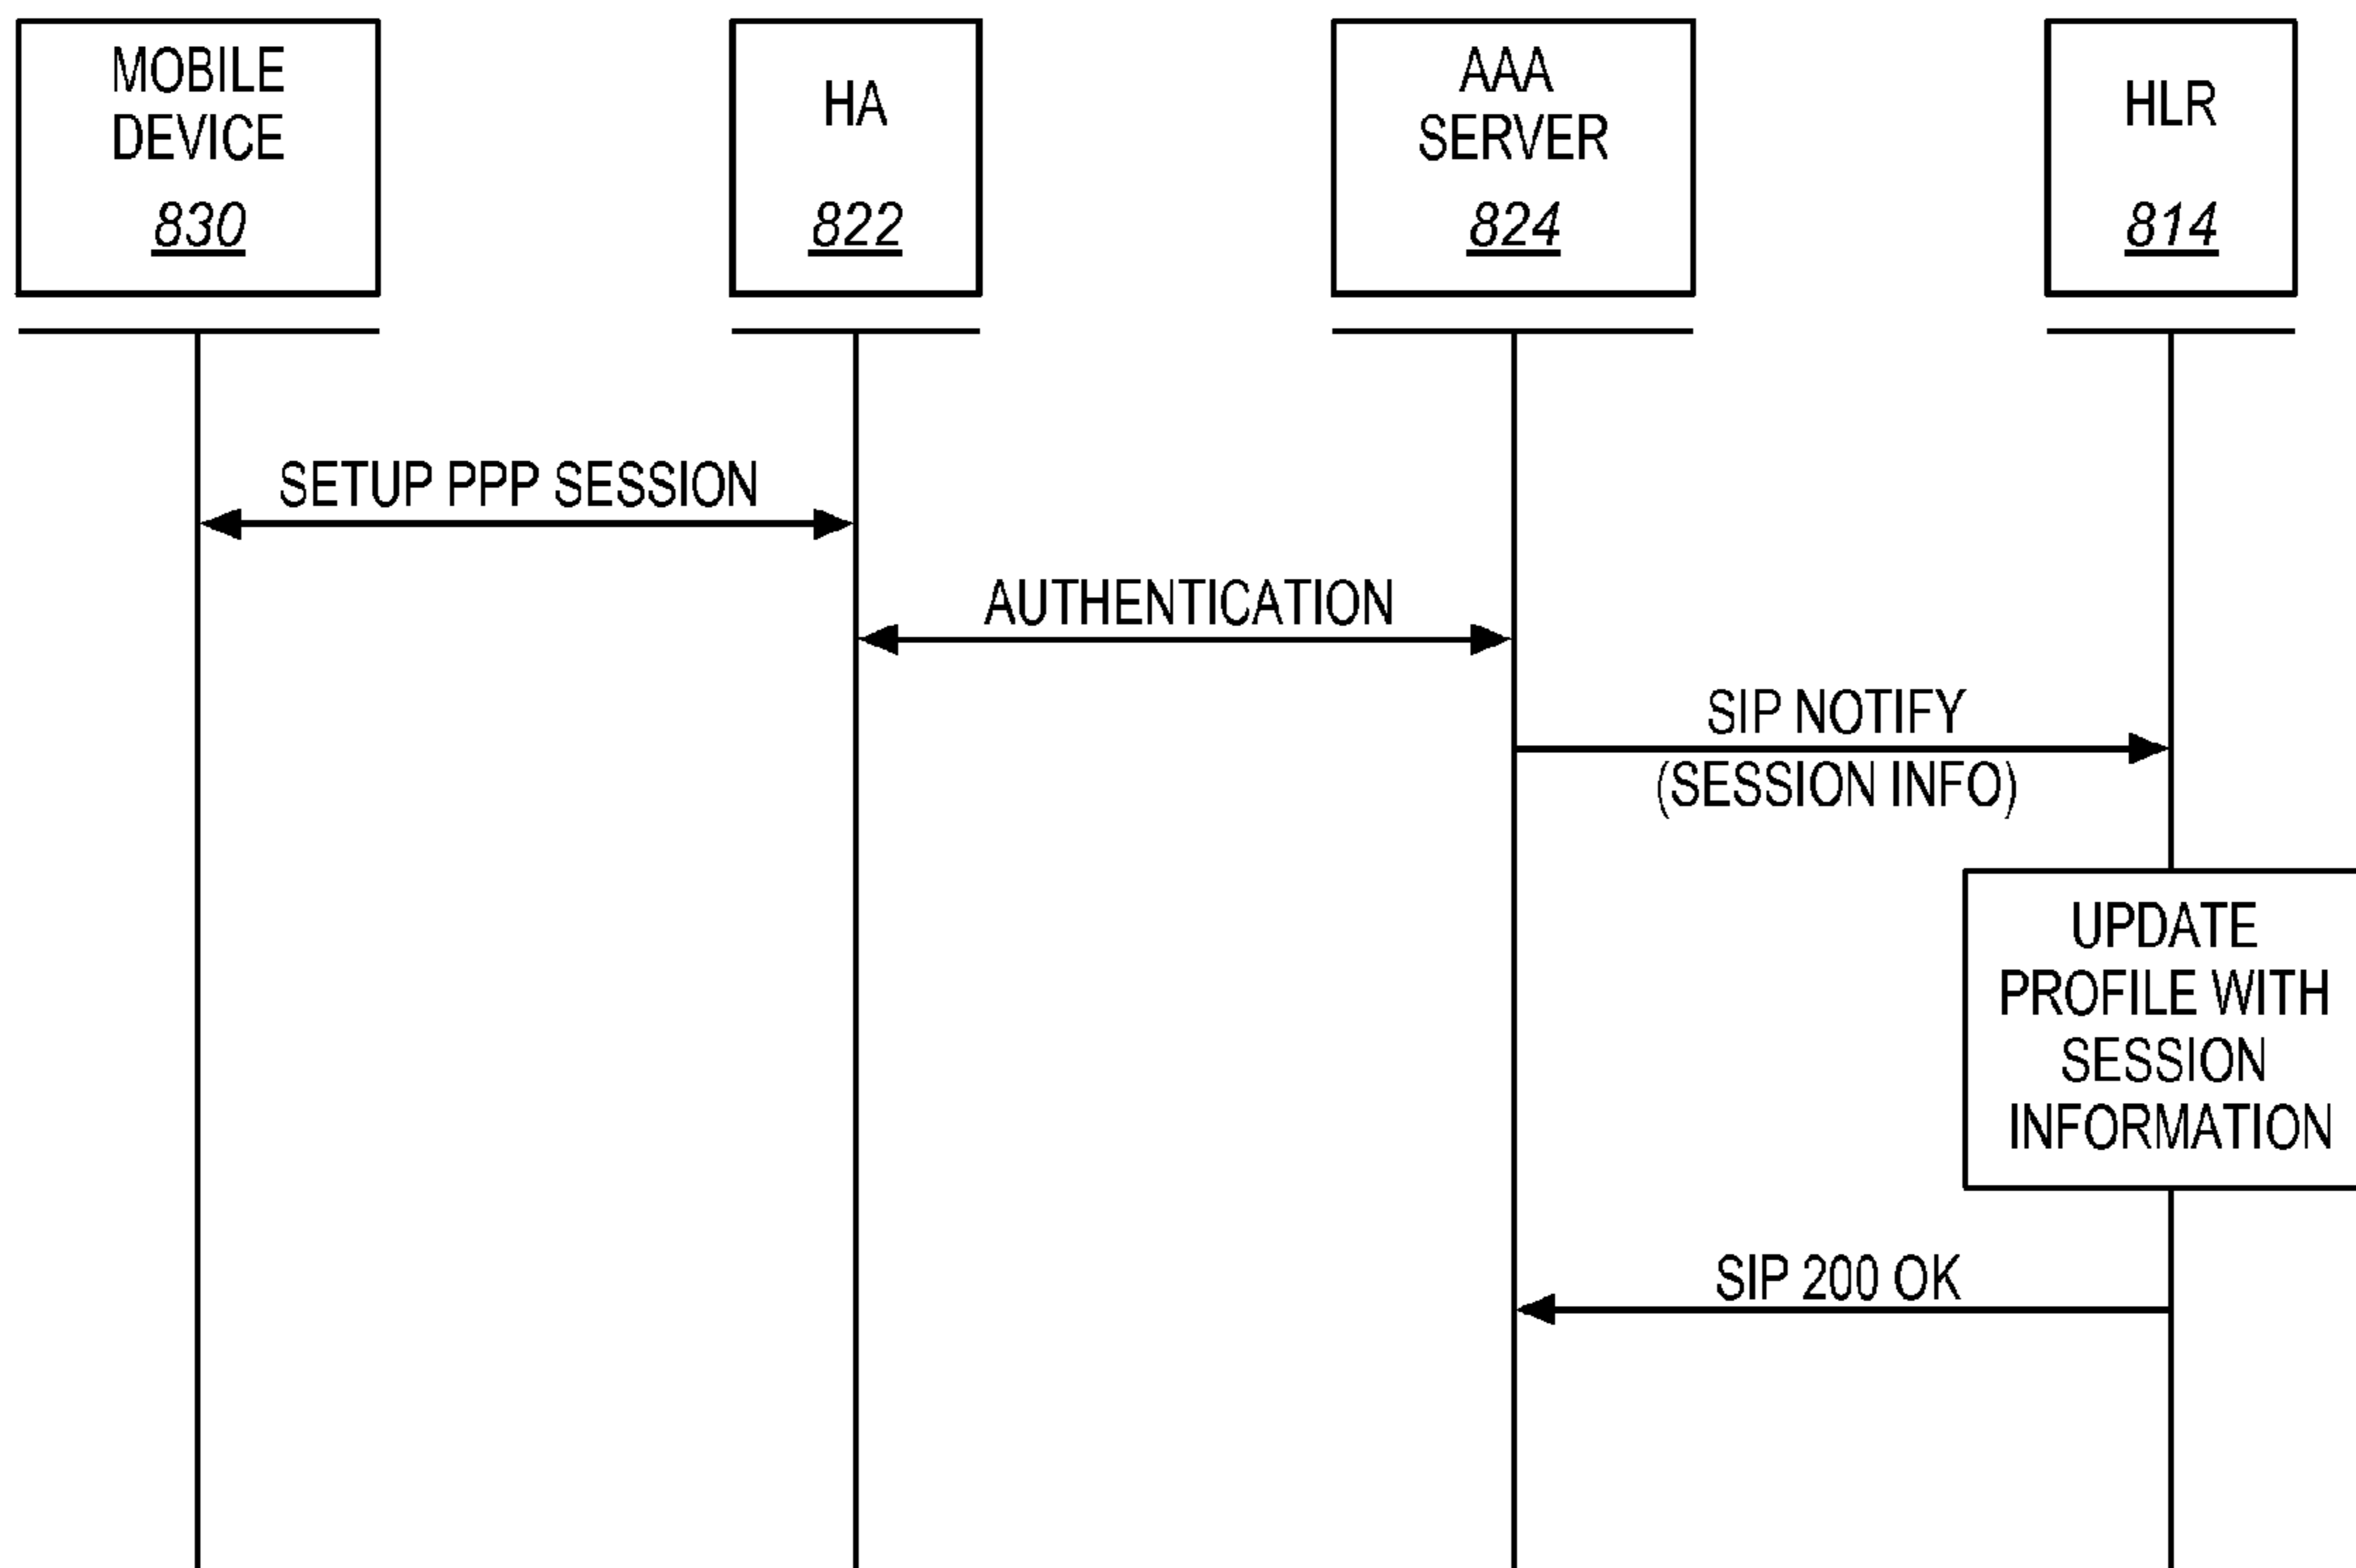 MOBILE
DEVICE
830
HA
822
AAA
SERVER
824
HLR
814
SETUP PPP SESSION
AUTHENTICATION
SIP NOTIFY
(SESSION INFO)
UPDATE
PROFILE WITH
SESSION
INFORMATION
SIP 200 OK